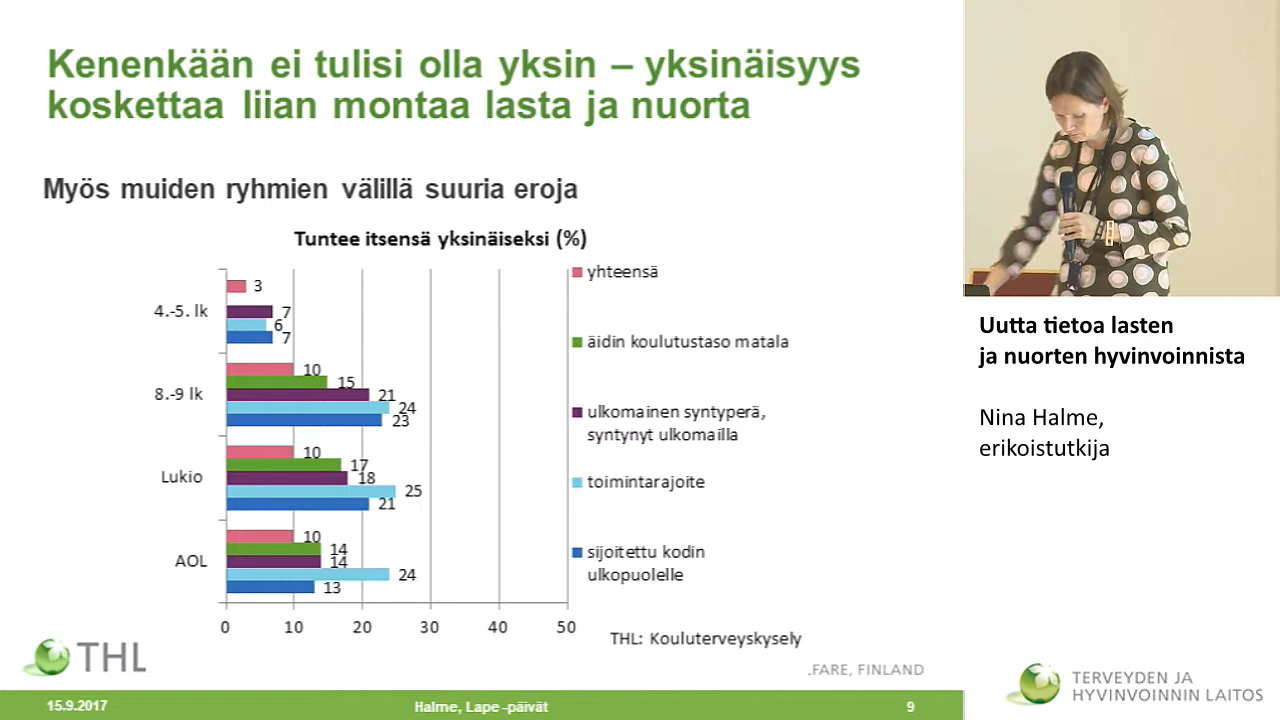 Kenenkään ei tulisi olla yksin – yksinäisyys
koskettaa liian montaa lasta ja nuorta
Myös muiden ryhmien välillä suuria eroja
Tuntee itsensä yksinäiseksi (%)
4.-5. lk
3
7
6
7
8.-9 lk
10
15
21
24
23
Lukio
10
17
18
25
21
AOL
10
14
14
24
13
0 10 20 30 40 50
yhteensä
äidin koulutustaso matala
ulkomainen syntyperä,
syntynyt ulkomailla
toimintarajoite
sijoitettu kodin
ulkopuolelle
THL: Kouluterveyskysely
THL
.FARE, FINLAND
15.9.2017 Halme, Lape -päivät 9
Uutta tietoa lasten
ja nuorten hyvinvoinnista
Nina Halme,
erikoistutkija
TERVEYDEN JA
HYVINVOINNIN LAITOS